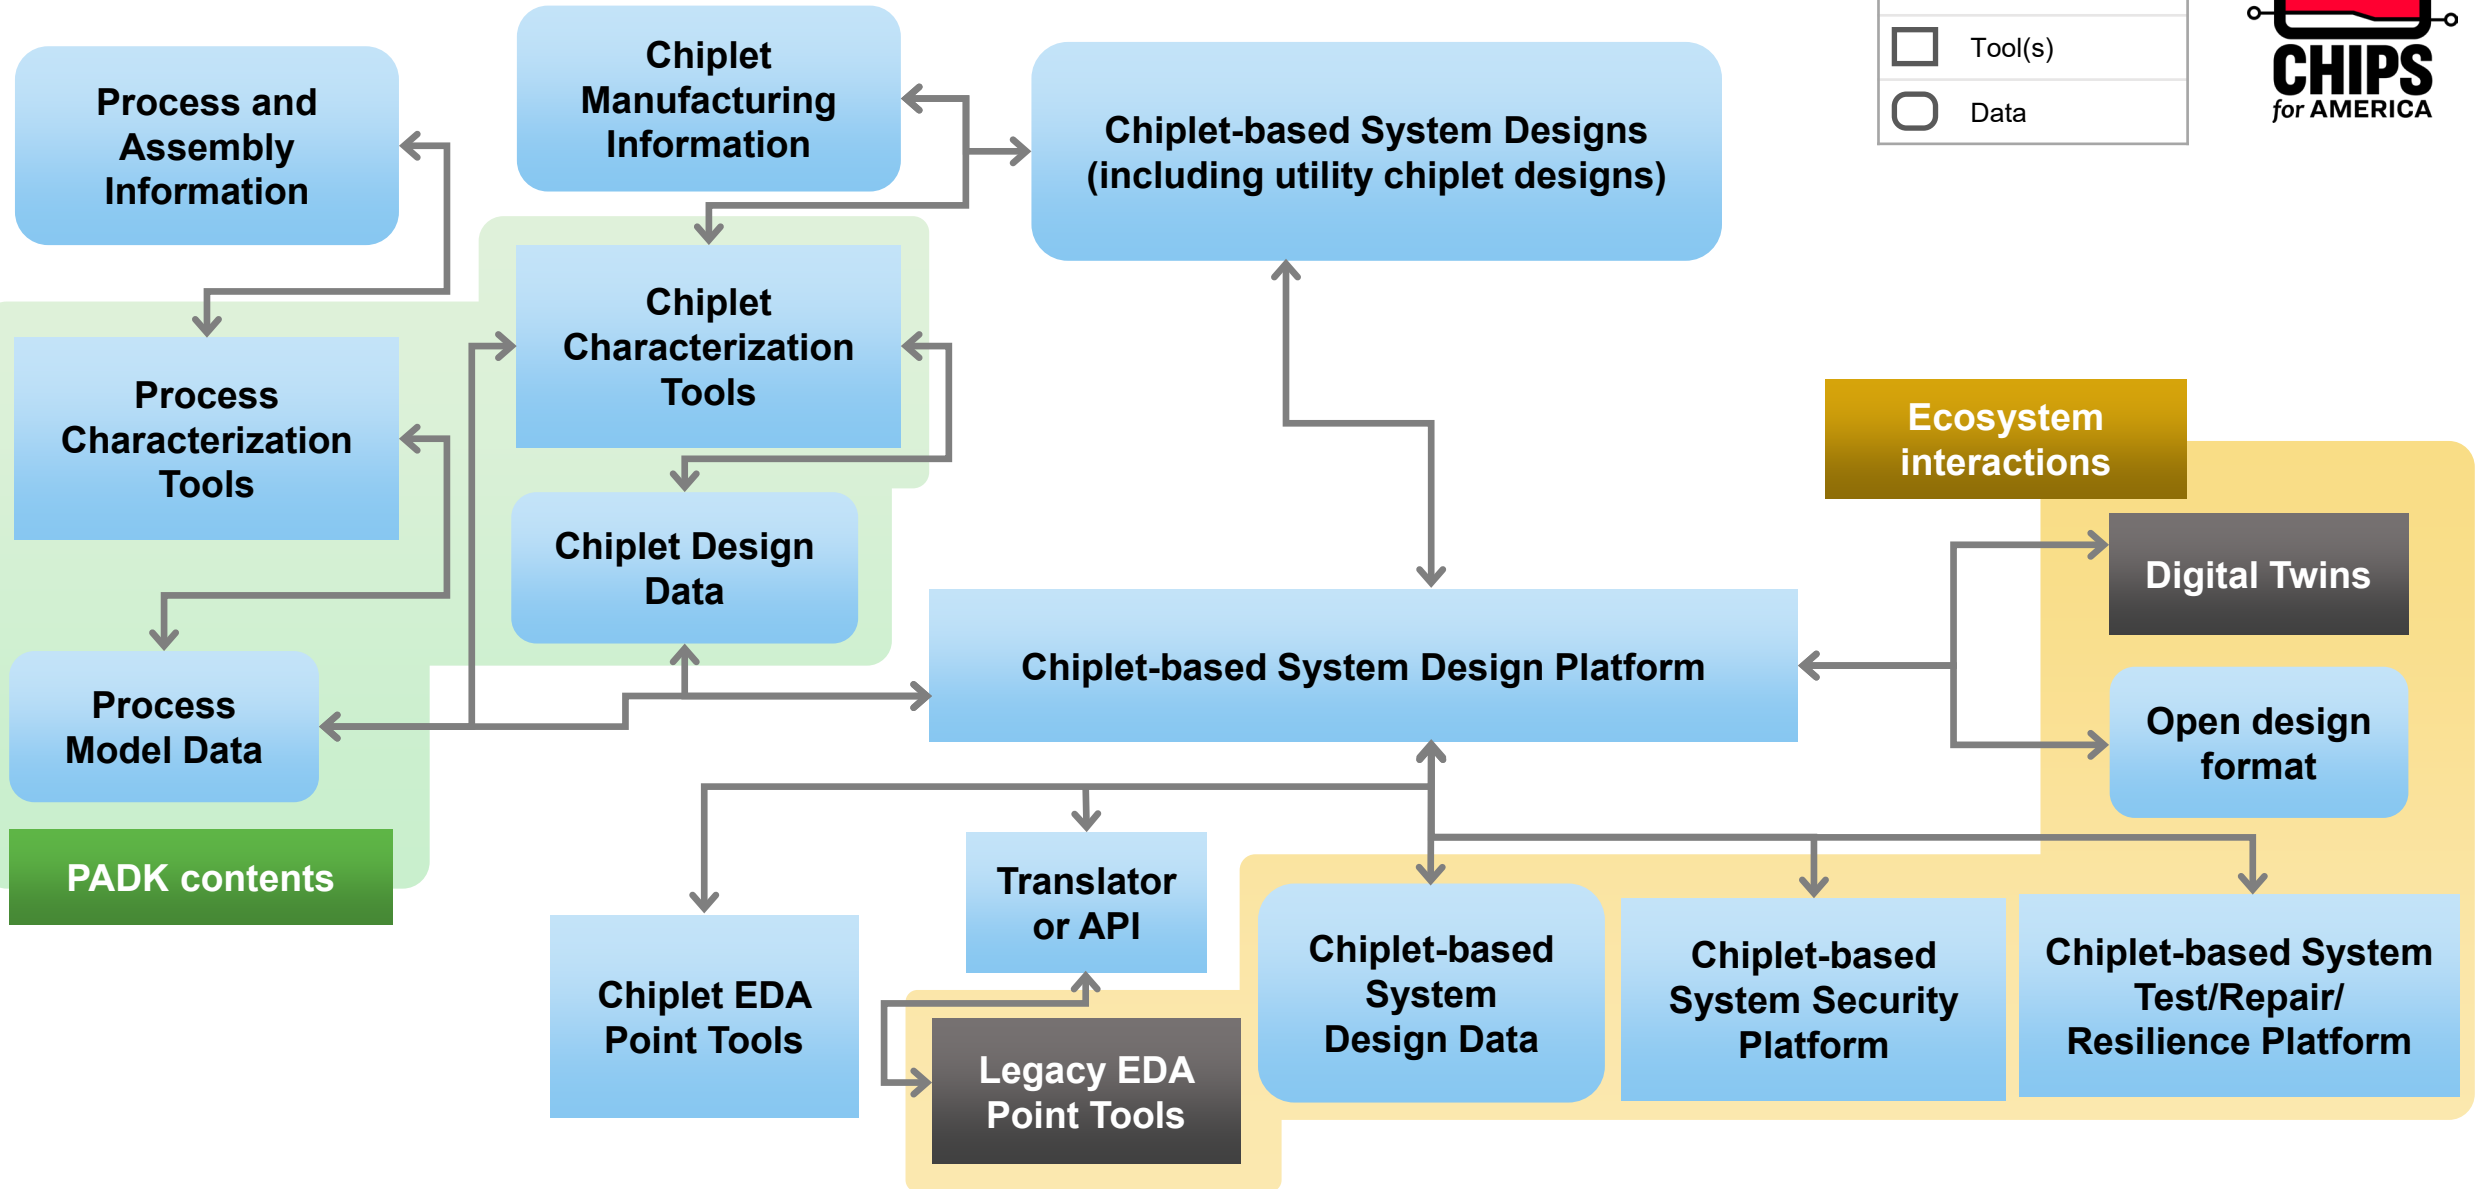 Process and
Assembly
Information
Chiplet
Manufacturing
Information
Chiplet-based System Designs
(including utility chiplet designs)
Tool(s)
Data
CHIPS
for AMERICA
Process
Characterization
Tools
Chiplet
Characterization
Tools
Ecosystem
interactions
Chiplet Design
Data
Digital Twins
Process
Model Data
Chiplet-based System Design Platform
Open design
format
PADK contents
Translator
or API
Chiplet EDA
Point Tools
Legacy EDA
Point Tools
Chiplet-based
System
Design Data
Chiplet-based
System Security
Platform
Chiplet-based System
Test/Repair/
Resilience Platform